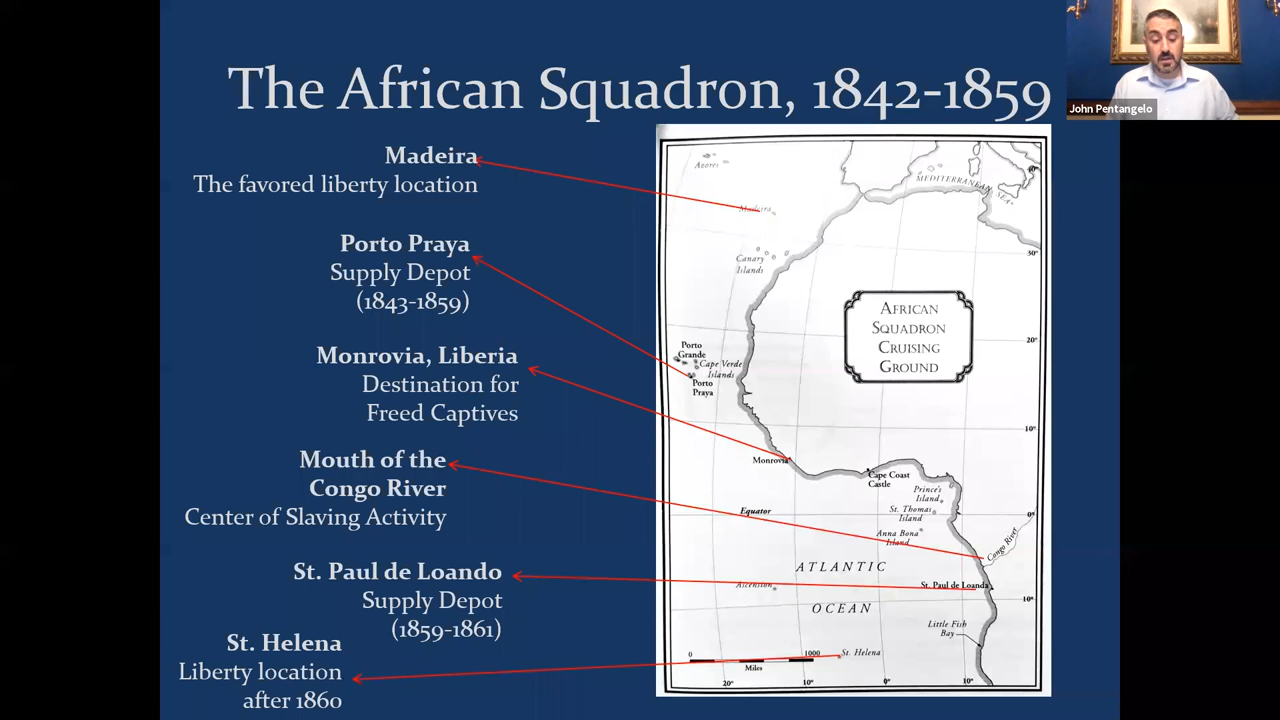 The African Squadron, 1842-1859
John Pentangelo
Madeira
The favored liberty location
Porto Praya
Supply Depot
(1843-1859)
Monrovia, Liberia
Destination for
Freed Captives
Mouth of the
Congo River
Center of Slaving Activity
St. Paul de Loando
Supply Depot
(1859-1861)
St. Helena
Liberty location
after 1860
Azores
MEDITERRANEAN SEA
40°
Madeira
Canary
Islands
30°
AFRICAN
SQUADRON
CRUISING
GROUND
20°
Porto
Grande
Cape Verde
Islands
Porto
Praya
10°
Monrovia
Cape Coast
Castle
Prince's
Island
St. Thomas
Island
Equator
0°
Anna Bona
Island
Congo River
ATLANTIC
Ascension
St. Paul de Loanda
10°
OCEAN
Little Fish
Bay
St. Helena
0 1000
Miles
20° 10° 0° 10°